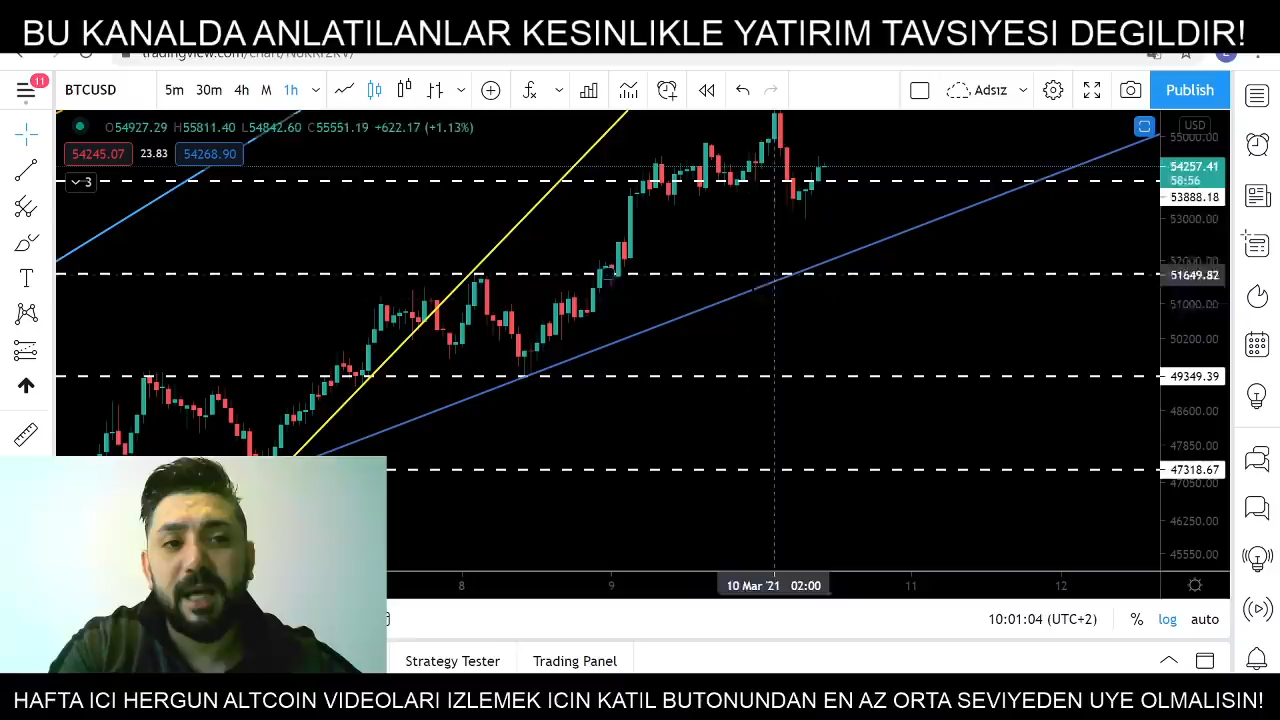 BU KANALDA ANLATILANLAR KESINLIKLE YATIRIM TAVSIYESI DEGILDIR!
11
BTCUSD
5m 30m 4h M 1h
Adsız
Publish
O54927.29 H55811.40 L54842.60 C55551.19 +622.17 (+1.13%)
54245.07 23.83 54268.90
3
USD
55000.00
54257.41
58:56
53888.18
53000.00
52000.00
51649.82
51000.00
50200.00
49349.39
48600.00
47850.00
47318.67
47050.00
46250.00
45550.00
8 9 10 Mar '21 02:00 11 12
10:01:04 (UTC+2) % log auto
Strategy Tester Trading Panel
HAFTA ICI HERGUN ALTCOIN VIDEOLARI IZLEMEK ICIN KATIL BUTONUNDAN EN AZ ORTA SEVIYEDEN UYE OLMALISIN!